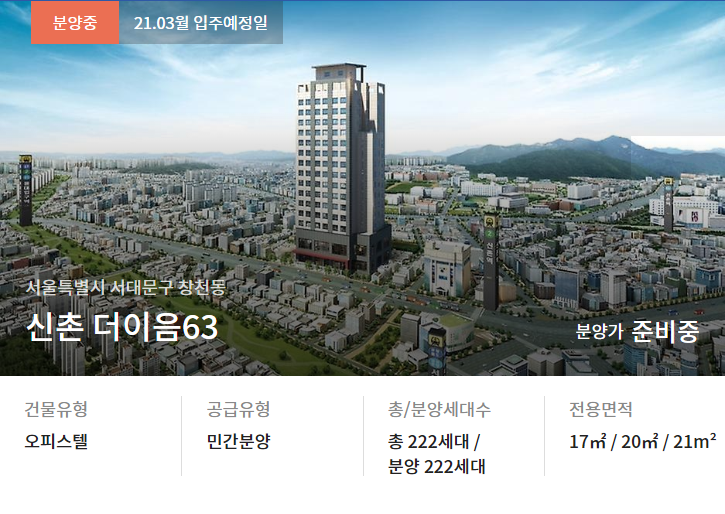 분양중
21.03월 입주예정일
서울특별시 서대문구 창천동
신촌 더이음63
분양가 준비중
건물유형
공급유형
총/분양세대수
전용면적
오피스텔
민간분양
총 222세대 /
분양 222세대
17㎡ / 20㎡ / 21m²